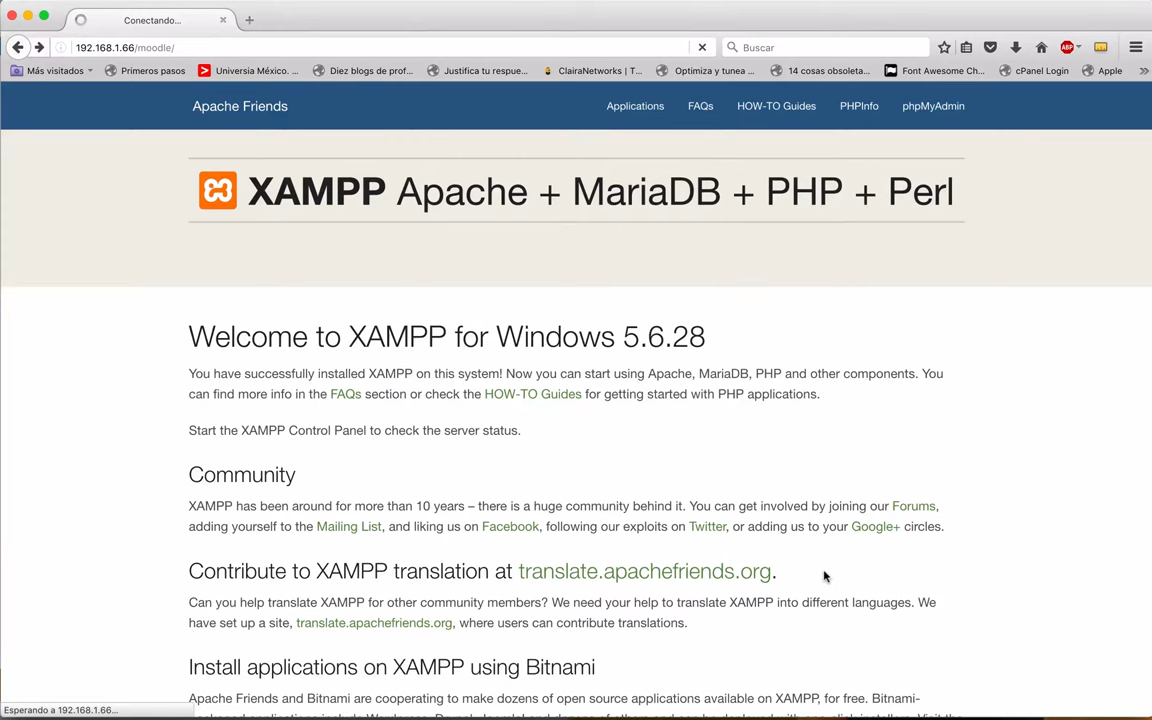 Conectando...
192.168.1.66/moodle/
Buscar
ABP
Más visitados
Primeros pasos
Universia México. ...
Diez blogs de prof...
Justifica tu respue...
ClairaNetworks | T...
Optimiza y tunea ...
14 cosas obsoleta...
Font Awesome Ch...
cPanel Login
Apple
Apache Friends
Applications
FAQs
HOW-TO Guides
PHPInfo
phpMyAdmin
XAMPP Apache + MariaDB + PHP + Perl
Welcome to XAMPP for Windows 5.6.28
You have successfully installed XAMPP on this system! Now you can start using Apache, MariaDB, PHP and other components. You
can find more info in the FAQs section or check the HOW-TO Guides for getting started with PHP applications.
Start the XAMPP Control Panel to check the server status.
Community
XAMPP has been around for more than 10 years – there is a huge community behind it. You can get involved by joining our Forums,
adding yourself to the Mailing List, and liking us on Facebook, following our exploits on Twitter, or adding us to your Google+ circles.
Contribute to XAMPP translation at translate.apachefriends.org.
Can you help translate XAMPP for other community members? We need your help to translate XAMPP into different languages. We
have set up a site, translate.apachefriends.org, where users can contribute translations.
Install applications on XAMPP using Bitnami
Apache Friends and Bitnami are cooperating to make dozens of open source applications available on XAMPP, for free. Bitnami-
Esperando a 192.168.1.66...